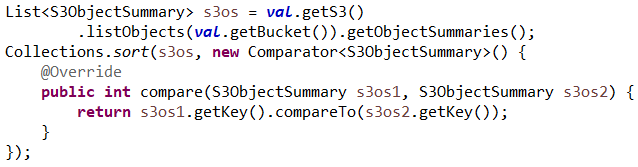 List<S3ObjectSummary> s3os = val.getS3()
        .listObjects(val.getBucket()).getObjectSummaries();
Collections.sort(s3os, new Comparator<S3ObjectSummary>() {
    @Override
    public int compare(S3ObjectSummary s3os1, S3ObjectSummary s3os2) {
        return s3os1.getKey().compareTo(s3os2.getKey());
    }
});